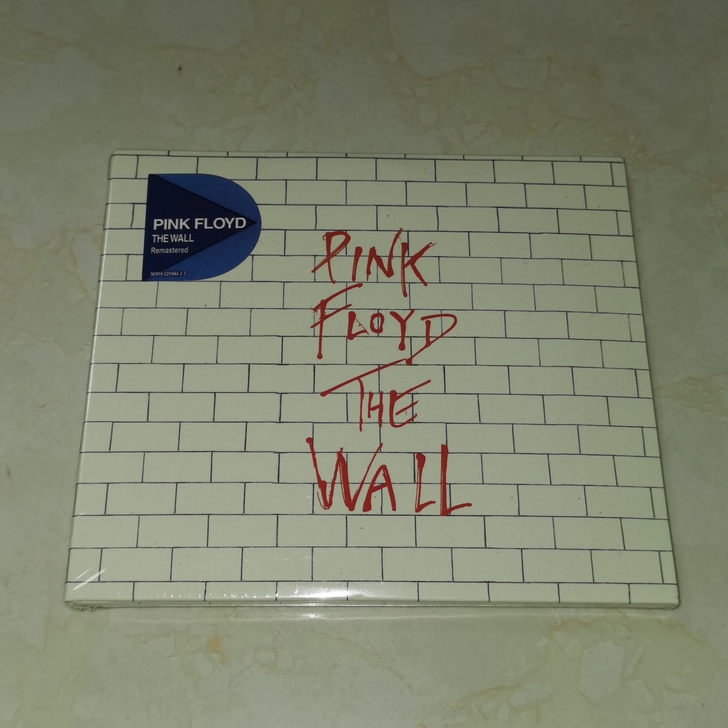 PINK FLOYD
THE WALL
Remastered
PINK
FLOYD
THE
WALL